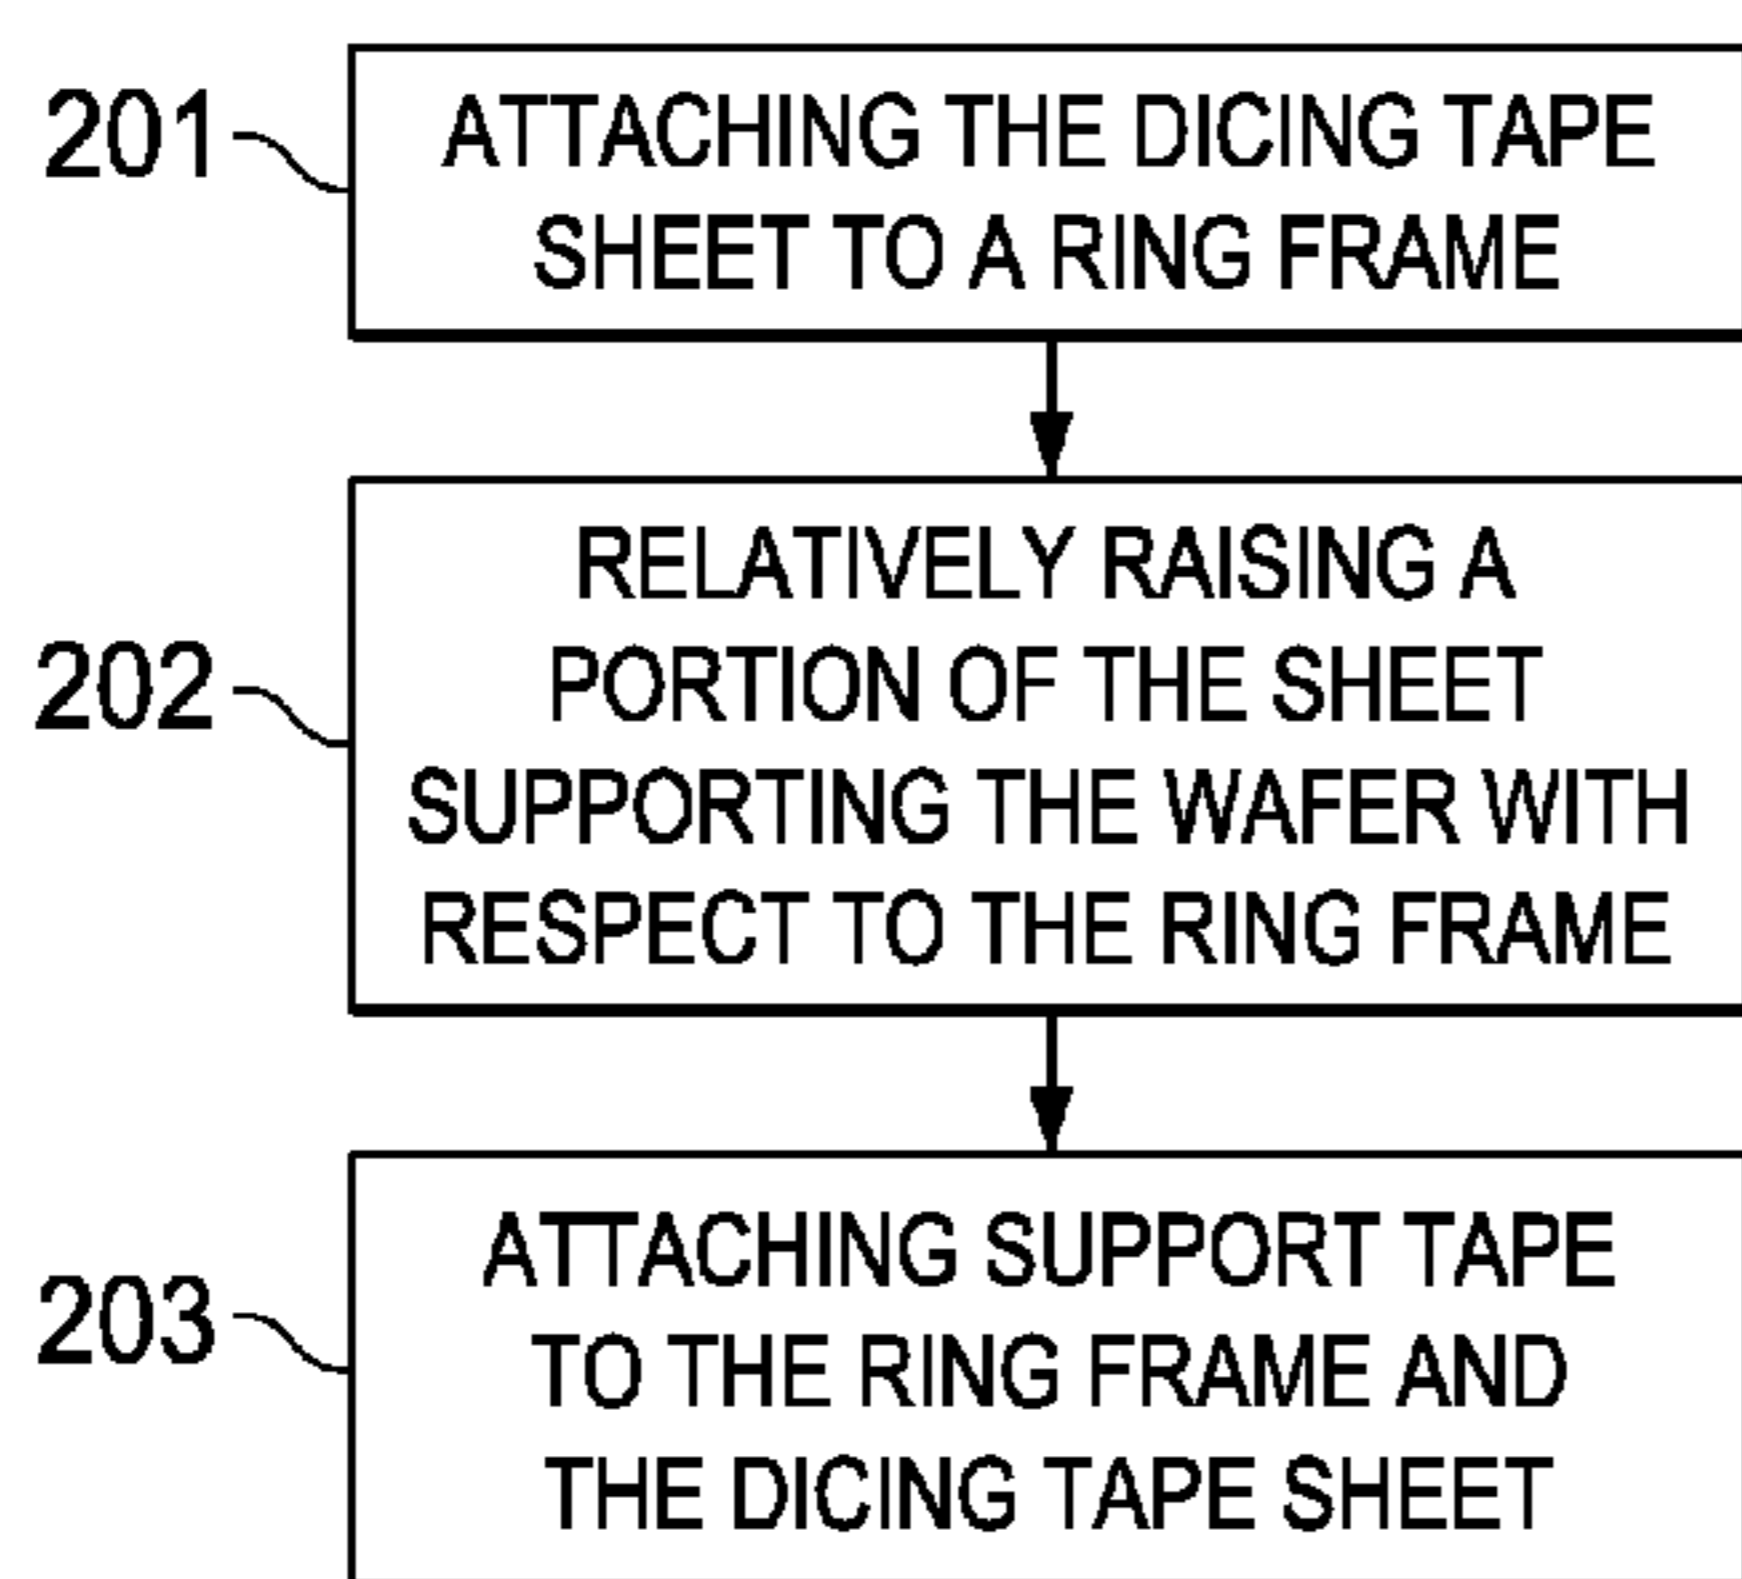 201
ATTACHING THE DICING TAPE
SHEET TO A RING FRAME
202
RELATIVELY RAISING A
PORTION OF THE SHEET
SUPPORTING THE WAFER WITH
RESPECT TO THE RING FRAME
203
ATTACHING SUPPORT TAPE
TO THE RING FRAME AND
THE DICING TAPE SHEET